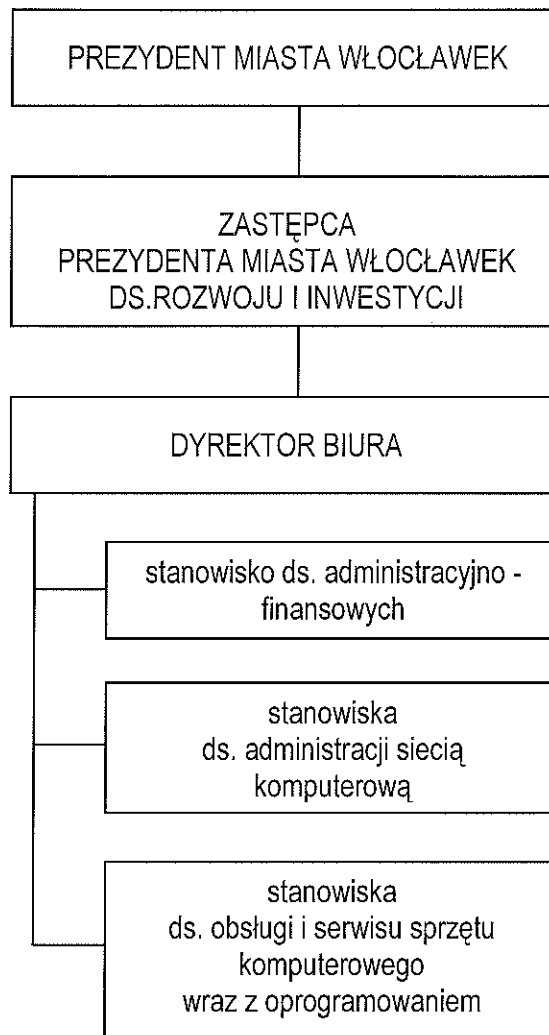 PREZYDENT MIASTA WŁOCŁAWEK
ZASTĘPCA
PREZYDENTA MIASTA WŁOCŁAWEK
DS.ROZWOJU I INWESTYCJI
DYREKTOR BIURA
stanowisko ds. administracyjno -
finansowych
stanowiska
ds. administracji siecią
komputerową
stanowiska
ds. obsługi i serwisu sprzętu
komputerowego
wraz z oprogramowaniem